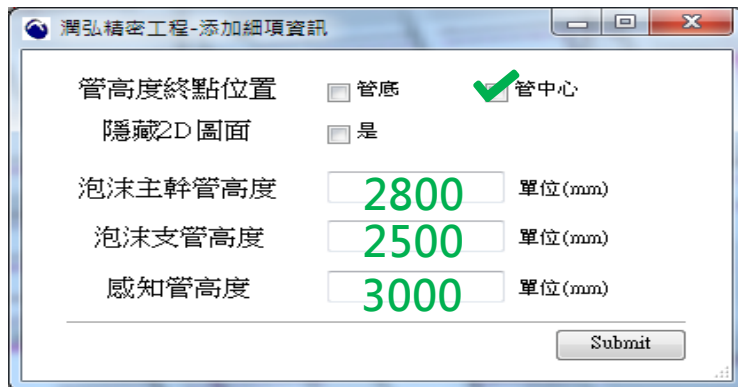 潤弘精密工程-添加細項資訊
管高度終點位置 管底 管中心
隱藏2D圖面 是
泡沫主幹管高度 2800 單位(mm)
泡沫支管高度 2500 單位(mm)
感知管高度 3000 單位(mm)
Submit